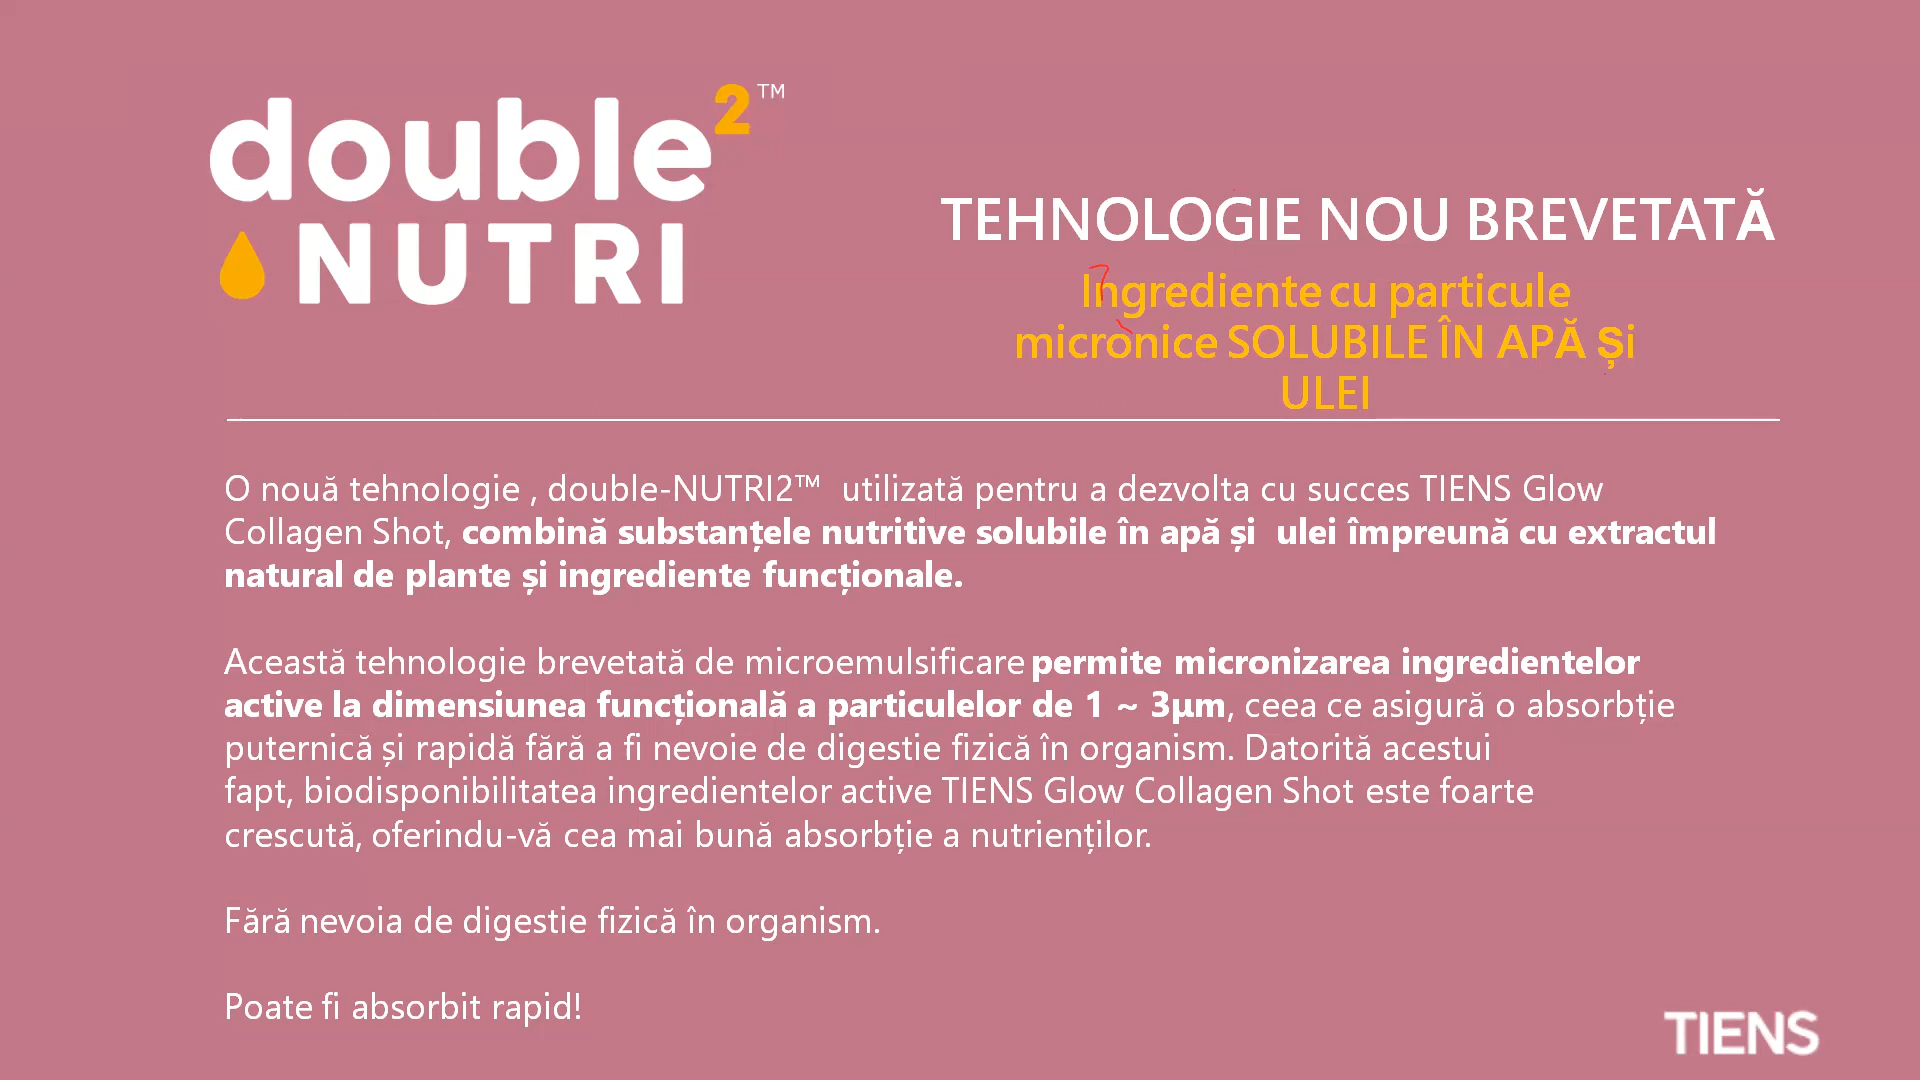 double2™
NUTRI
TEHNOLOGIE NOU BREVETATĂ
Ingrediente cu particule
micronice SOLUBILE ÎN APĂ Și
ULEI
O nouă tehnologie , double-NUTRI2™  utilizată pentru a dezvolta cu succes TIENS Glow
Collagen Shot, combină substanțele nutritive solubile în apă și  ulei împreună cu extractul
natural de plante și ingrediente funcționale.
Această tehnologie brevetată de microemulsificare permite micronizarea ingredientelor
active la dimensiunea funcțională a particulelor de 1 ~ 3µm, ceea ce asigură o absorbție
puternică și rapidă fără a fi nevoie de digestie fizică în organism. Datorită acestui
fapt, biodisponibilitatea ingredientelor active TIENS Glow Collagen Shot este foarte
crescută, oferindu-vă cea mai bună absorbție a nutrienților.
Fără nevoia de digestie fizică în organism.
Poate fi absorbit rapid!
TIENS